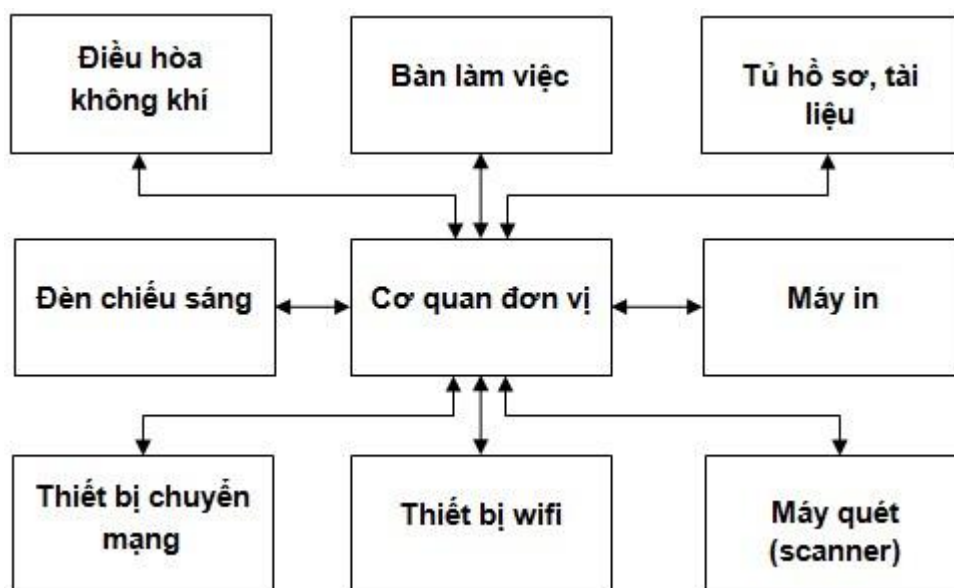 Điều hòa
không khí
Bàn làm việc
Tủ hồ sơ, tài
liệu
Đèn chiếu sáng
Cơ quan đơn vị
Máy in
Thiết bị chuyển
mạng
Thiết bị wifi
Máy quét
(scanner)